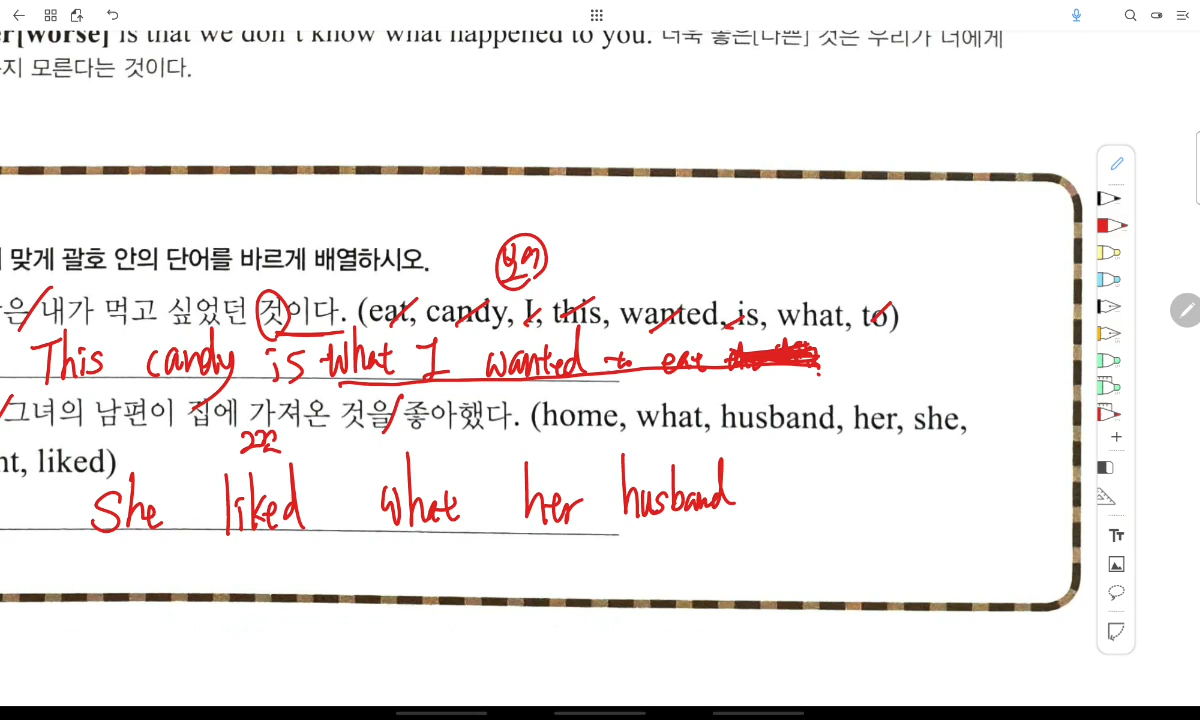 is that we don't know what happened to you. 너욱 좋은[나쁜] 것은 우리가 너에게
지 모른다는 것이다.
맞게 괄호 안의 단어를 바르게 배열하시오.
보어
은 내가 먹고 싶었던 것이다. (eat, candy, I, this, wanted, is, what, to)
This candy is what I wanted to eat
그녀의 남편이 집에 가져온 것을 좋아했다. (home, what, husband, her, she,
nt, liked)
She liked what her husband